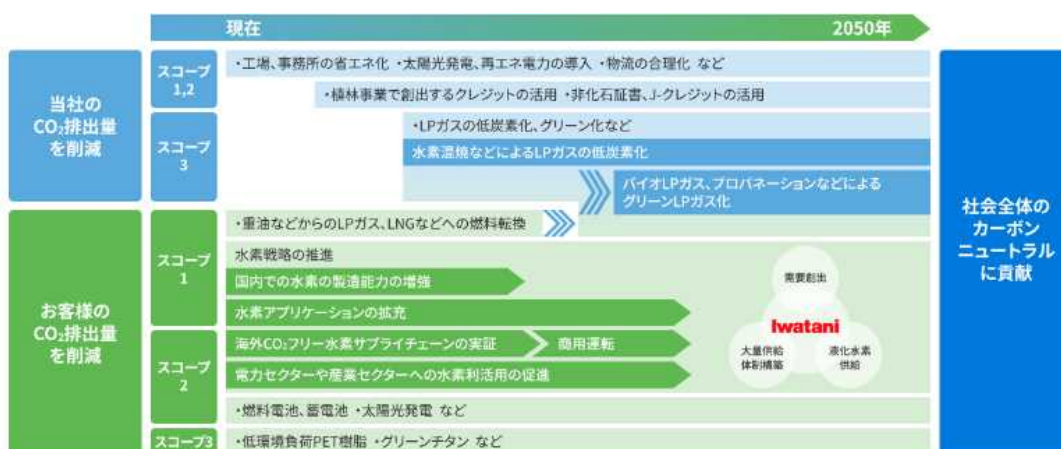 現在
2050年
当社の
CO₂排出量
を削減
スコープ
1,2
・工場、事務所の省エネ化 ・太陽光発電、再エネ電力の導入 ・物流の合理化 など
・植林事業で創出するクレジットの活用 ・非化石証書、J-クレジットの活用
スコープ
3
・LPガスの低炭素化、グリーン化など
水素混焼などによるLPガスの低炭素化
バイオLPガス、プロパネーションなどによる
グリーンLPガス化
お客様の
CO₂排出量
を削減
スコープ
1
・重油などからのLPガス、LNGなどへの燃料転換
水素戦略の推進
国内での水素の製造能力の増強
水素アプリケーションの拡充
スコープ
2
海外CO₂フリー水素サプライチェーンの実証
商用運転
電力セクターや産業セクターへの水素利活用の促進
・燃料電池、蓄電池 ・太陽光発電 など
スコープ3
・低環境負荷PET樹脂 ・グリーンチタン など
需要創出
Iwatani
大量供給
体制構築
液化水素
供給
社会全体の
カーボン
ニュートラル
に貢献